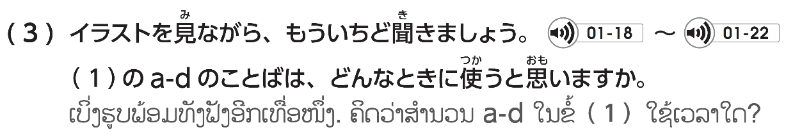 (3) イラストを見ながら、もういちど聞きましょう。 01-18 ～ 01-22
(1)のa-dのことばは、どんなときに使うと思いますか。
ເບິ່ງຮູບພ້ອມທັງຟັງອີກເທື່ອໜຶ່ງ. ຄິດວ່າສຳນວນ a-d ໃນຂໍ້ (1) ໃຊ້ເວລາໃດ?